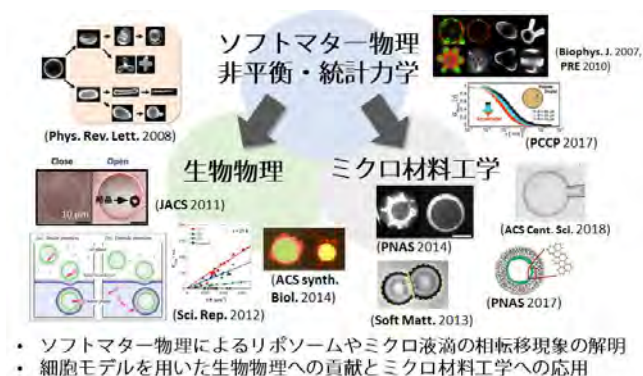 ソフトマター物理
非平衡・統計力学
(Biophys. J. 2007,
PRE 2010)
(Phys. Rev. Lett. 2008)
(PCCP 2017)
生物物理
ミクロ材料工学
Close Open
10 μm
(JACS 2011)
(PNAS 2014)
(ACS Cent. Sci. 2018)
(Sci. Rep. 2012)
(ACS synth.
Biol. 2014)
(Soft Matt. 2013)
(PNAS 2017)
• ソフトマター物理によるリポソームやミクロ液滴の相転移現象の解明
• 細胞モデルを用いた生物物理への貢献とミクロ材料工学への応用